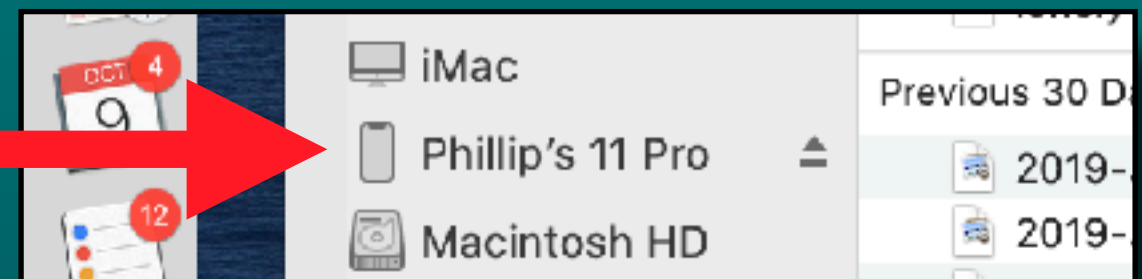 OCT 4
9
12
iMac
Phillip's 11 Pro
Macintosh HD
Previous 30 D
2019-
2019-